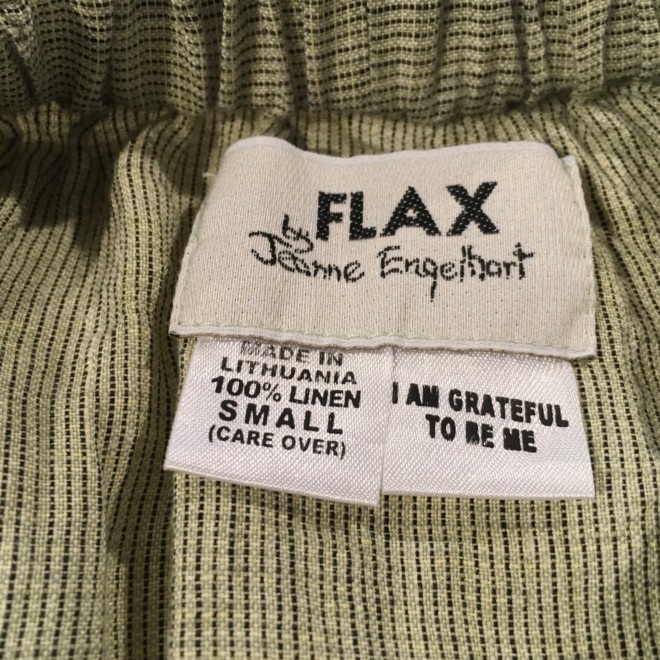 FLAX
by
Jeanne Engelhart
MADE IN
LITHUANIA
100% LINEN
SMALL
(CARE OVER)
I AM GRATEFUL
TO BE ME